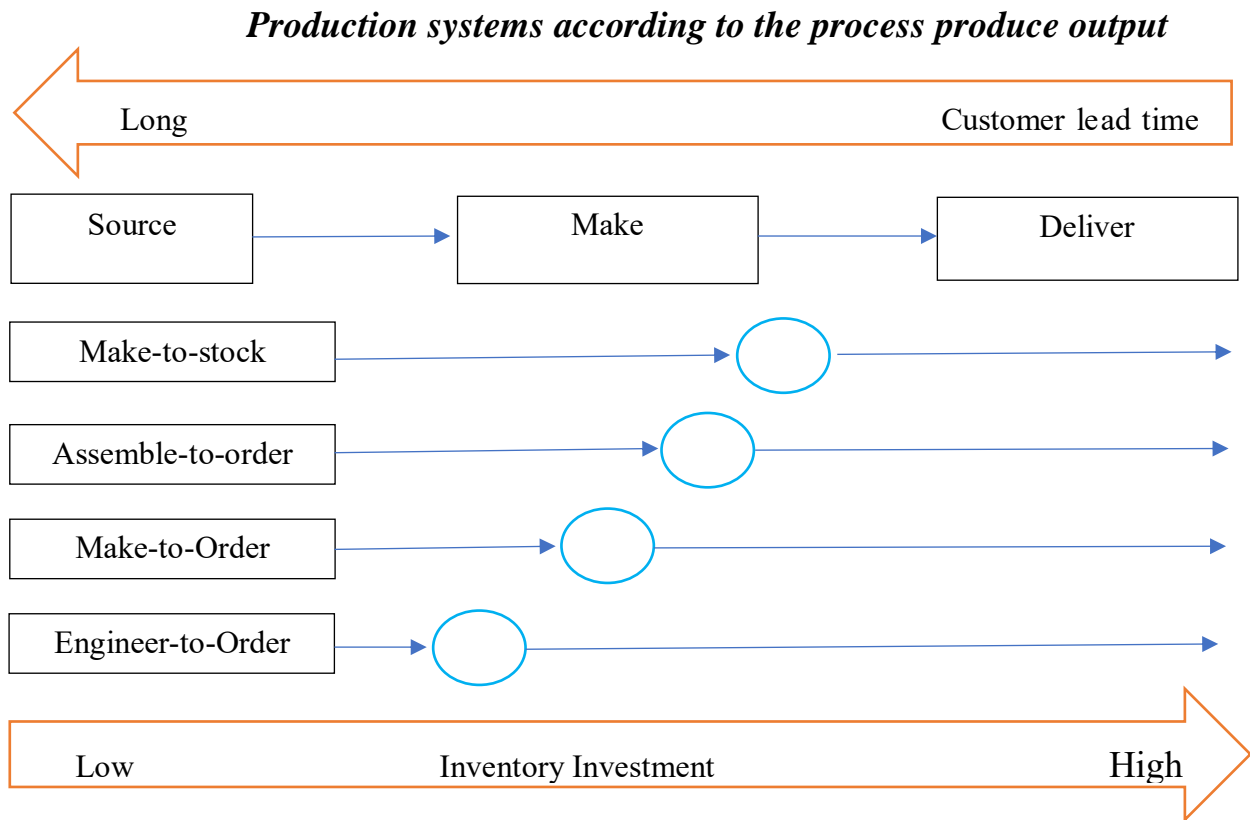 Production systems according to the process produce output
Long Customer lead time
Source Make Deliver
Make-to-stock
Assemble-to-order
Make-to-Order
Engineer-to-Order
Low Inventory Investment High